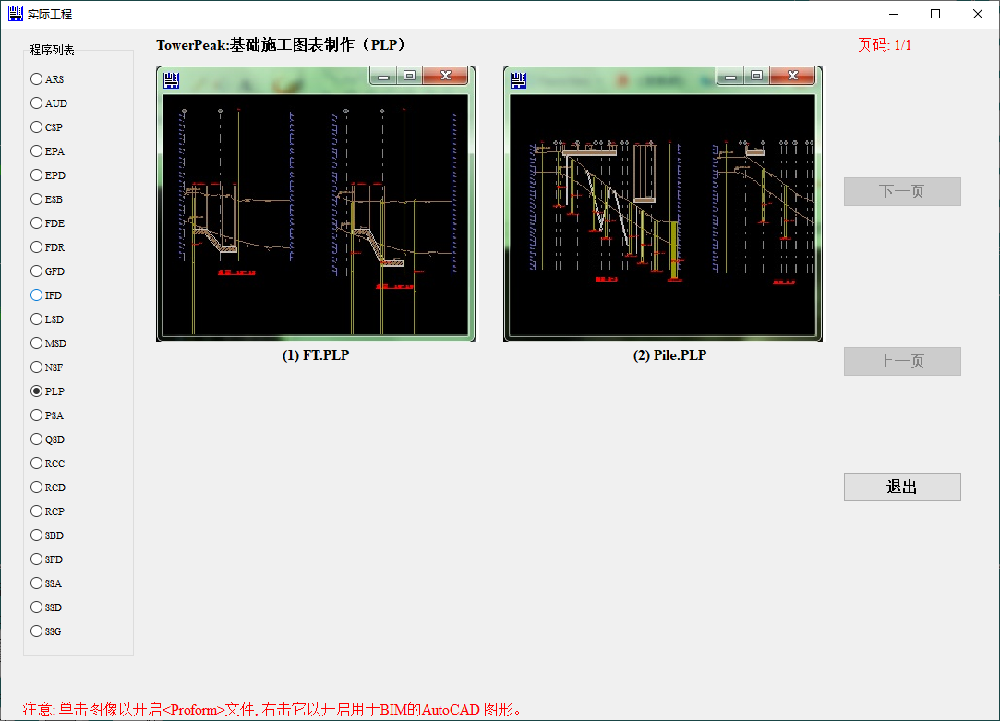 实际工程
程序列表
ARS
AUD
CSP
EPA
EPD
ESB
FDE
FDR
GFD
IFD
LSD
MSD
NSF
PLP
PSA
QSD
RCC
RCD
RCP
SBD
SFD
SSA
SSD
SSG
TowerPeak:基础施工图表制作（PLP）
页码: 1/1
(1) FT.PLP
(2) Pile.PLP
下一页
上一页
退出
注意: 单击图像以开启<Proform>文件, 右击它以开启用于BIM的AutoCAD 图形。